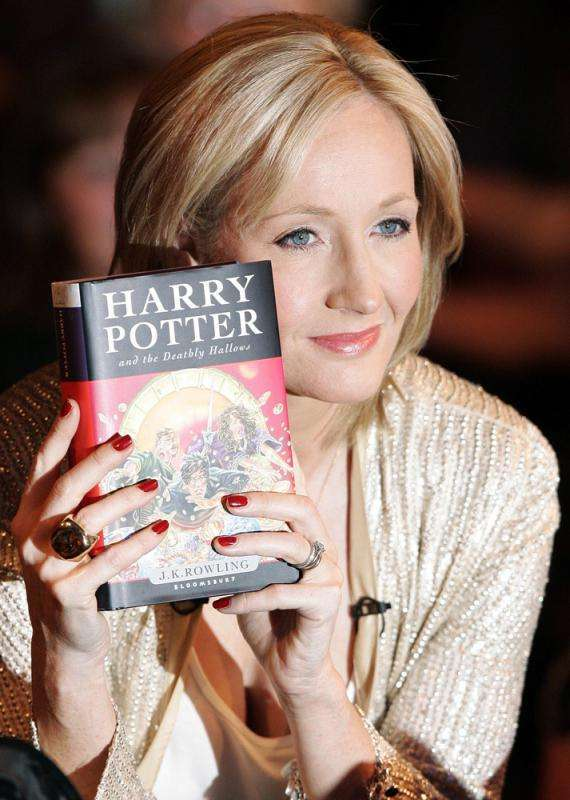 HARRY
POTTER
and the Deathly Hallows
J.K.ROWLING
BLOOMSBURY